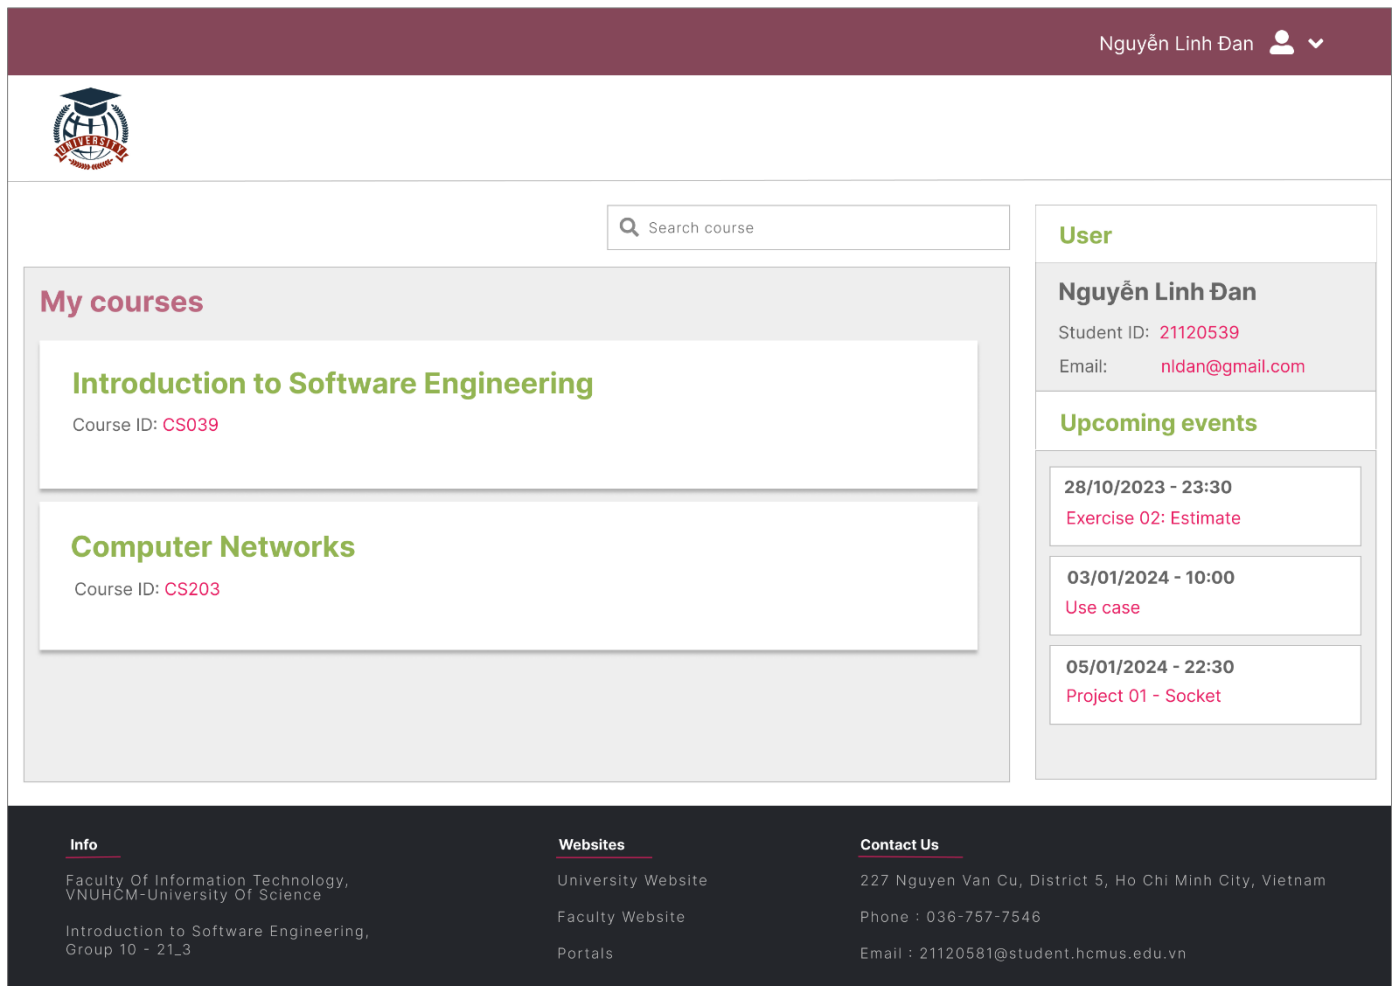 Nguyễn Linh Đan
UNIVERSITY
Search course
My courses
Introduction to Software Engineering
Course ID: CS039
Computer Networks
Course ID: CS203
User
Nguyễn Linh Đan
Student ID: 21120539
Email: nldan@gmail.com
Upcoming events
28/10/2023 - 23:30
Exercise 02: Estimate
03/01/2024 - 10:00
Use case
05/01/2024 - 22:30
Project 01 - Socket
Info
Faculty Of Information Technology,
VNUHCM-University Of Science
Introduction to Software Engineering,
Group 10 - 21_3
Websites
University Website
Faculty Website
Portals
Contact Us
227 Nguyen Van Cu, District 5, Ho Chi Minh City, Vietnam
Phone : 036-757-7546
Email : 21120581@student.hcmus.edu.vn